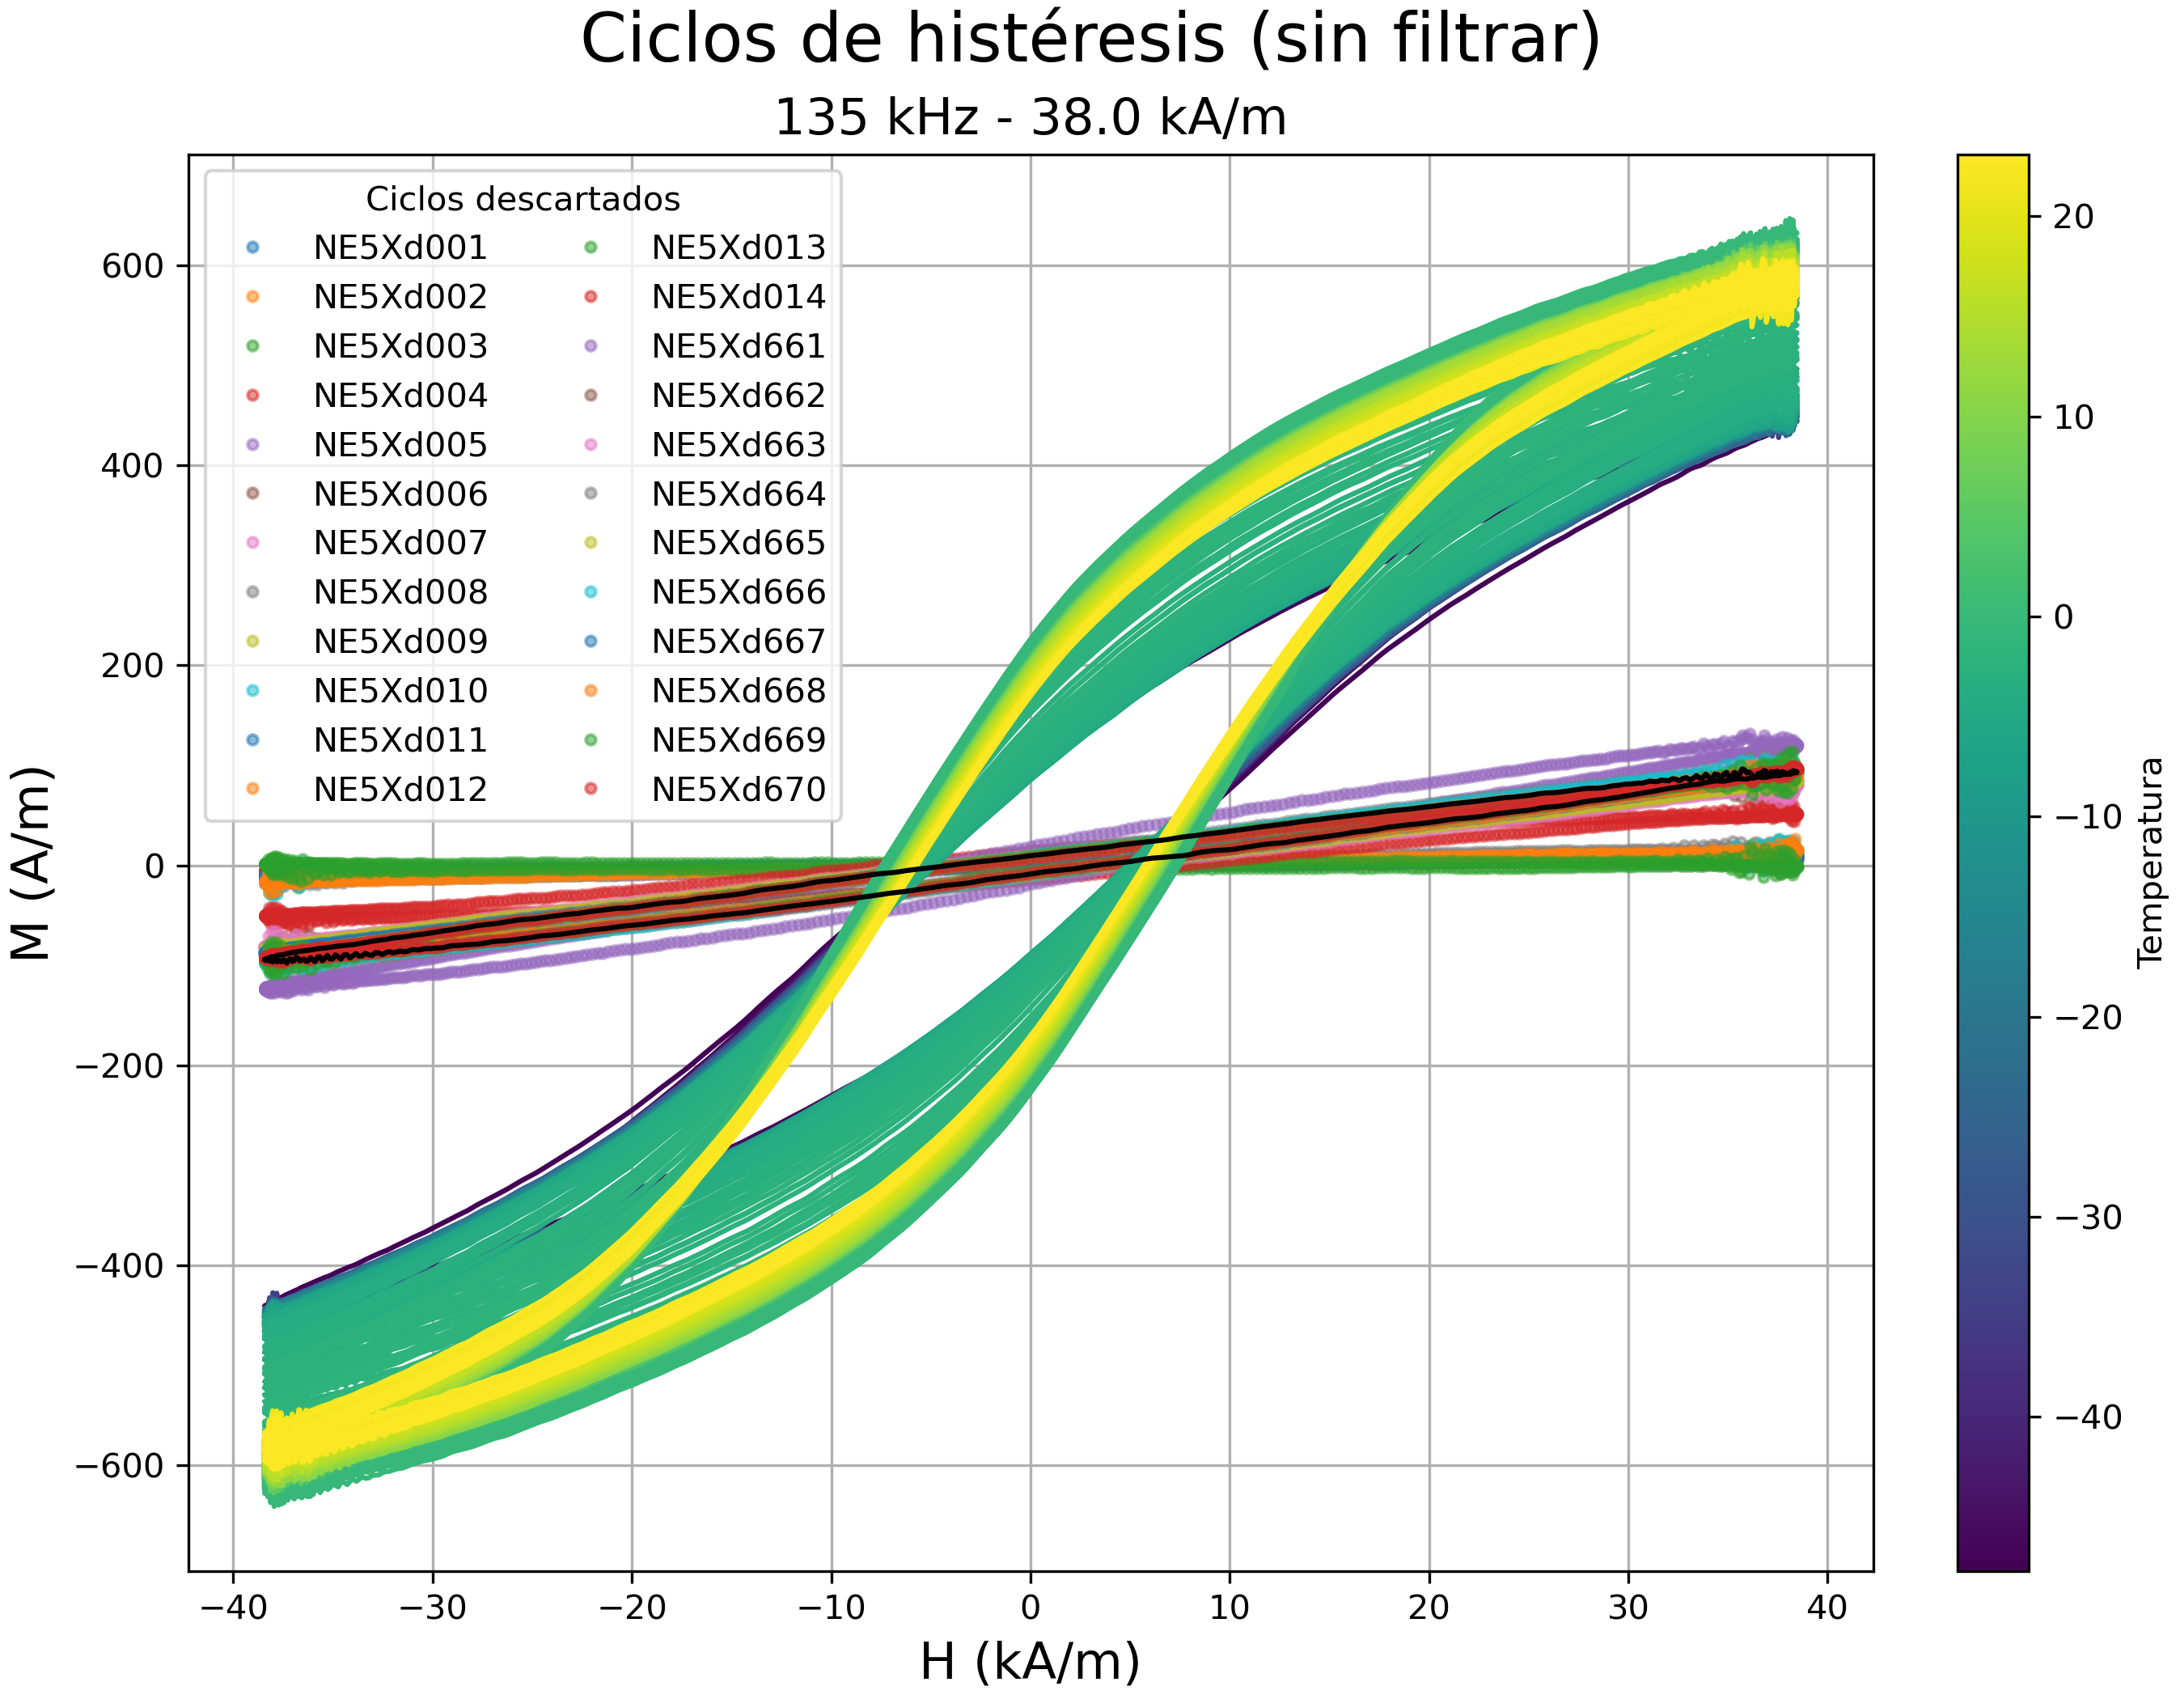 Ciclos de histéresis (sin filtrar)
135 kHz - 38.0 kA/m
Ciclos descartados
NE5Xd001
NE5Xd002
NE5Xd003
NE5Xd004
NE5Xd005
NE5Xd006
NE5Xd007
NE5Xd008
NE5Xd009
NE5Xd010
NE5Xd011
NE5Xd012
NE5Xd013
NE5Xd014
NE5Xd661
NE5Xd662
NE5Xd663
NE5Xd664
NE5Xd665
NE5Xd666
NE5Xd667
NE5Xd668
NE5Xd669
NE5Xd670
M (A/m)
600
400
200
0
−200
−400
−600
−40 −30 −20 −10 0 10 20 30 40
H (kA/m)
20
10
0
−10
−20
−30
−40
Temperatura